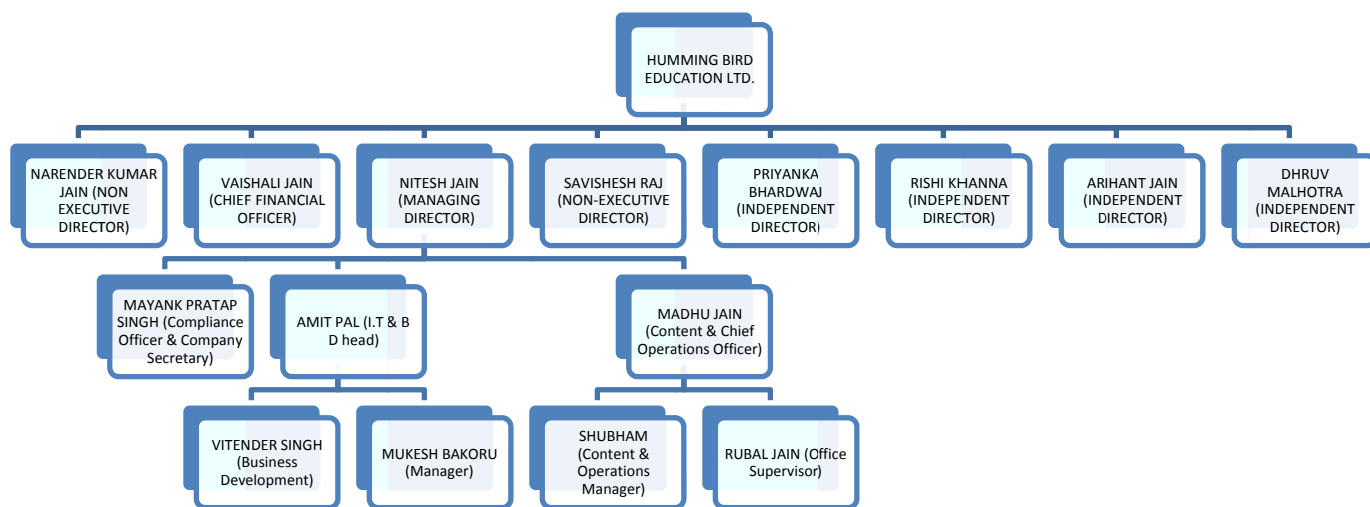 HUMMING BIRD
EDUCATION LTD.
NARENDER KUMAR
JAIN (NON
EXECUTIVE
DIRECTOR)
VAISHALI JAIN
(CHIEF FINANCIAL
OFFICER)
NITESH JAIN
(MANAGING
DIRECTOR)
SAVISHESH RAJ
(NON-EXECUTIVE
DIRECTOR)
PRIYANKA
BHARDWAJ
(INDEPENDENT
DIRECTOR)
RISHI KHANNA
(INDEPENDENT
DIRECTOR)
ARIHANT JAIN
(INDEPENDENT
DIRECTOR)
DHRUV
MALHOTRA
(INDEPENDENT
DIRECTOR)
MAYANK PRATAP
SINGH (Compliance
Officer & Company
Secretary)
AMIT PAL (I.T & B
D head)
MADHU JAIN
(Content & Chief
Operations Officer)
VITENDER SINGH
(Business
Development)
MUKESH BAKORU
(Manager)
SHUBHAM
(Content &
Operations
Manager)
RUBAL JAIN (Office
Supervisor)